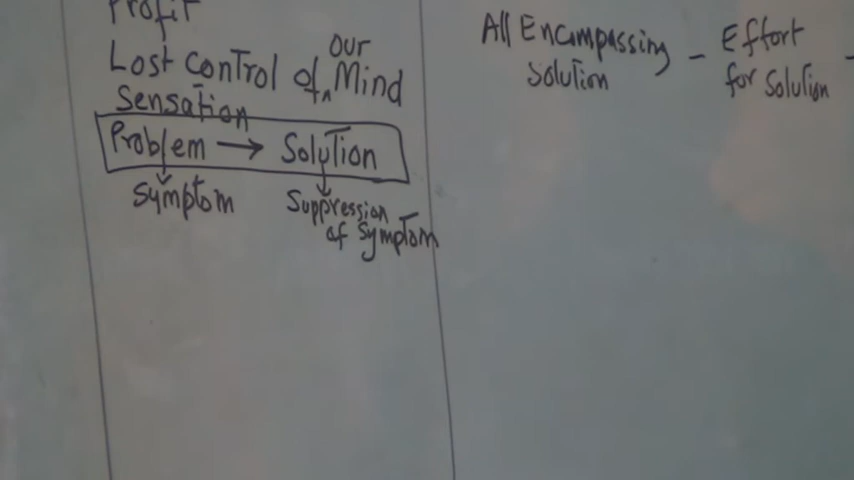 Profit
Lost control of our Mind
Sensation
Problem → Solution
Symptom
Suppression
of Symptom
All Encompassing
Solution
– Effort
for Solution –